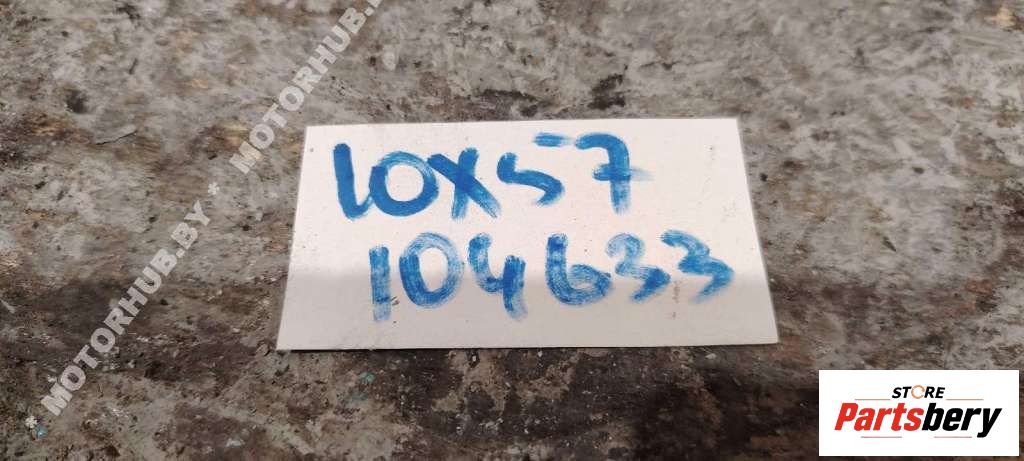 10X57
104633
* MOTORHUB.BY * MOTORHUB.BY
STORE
Partsbery